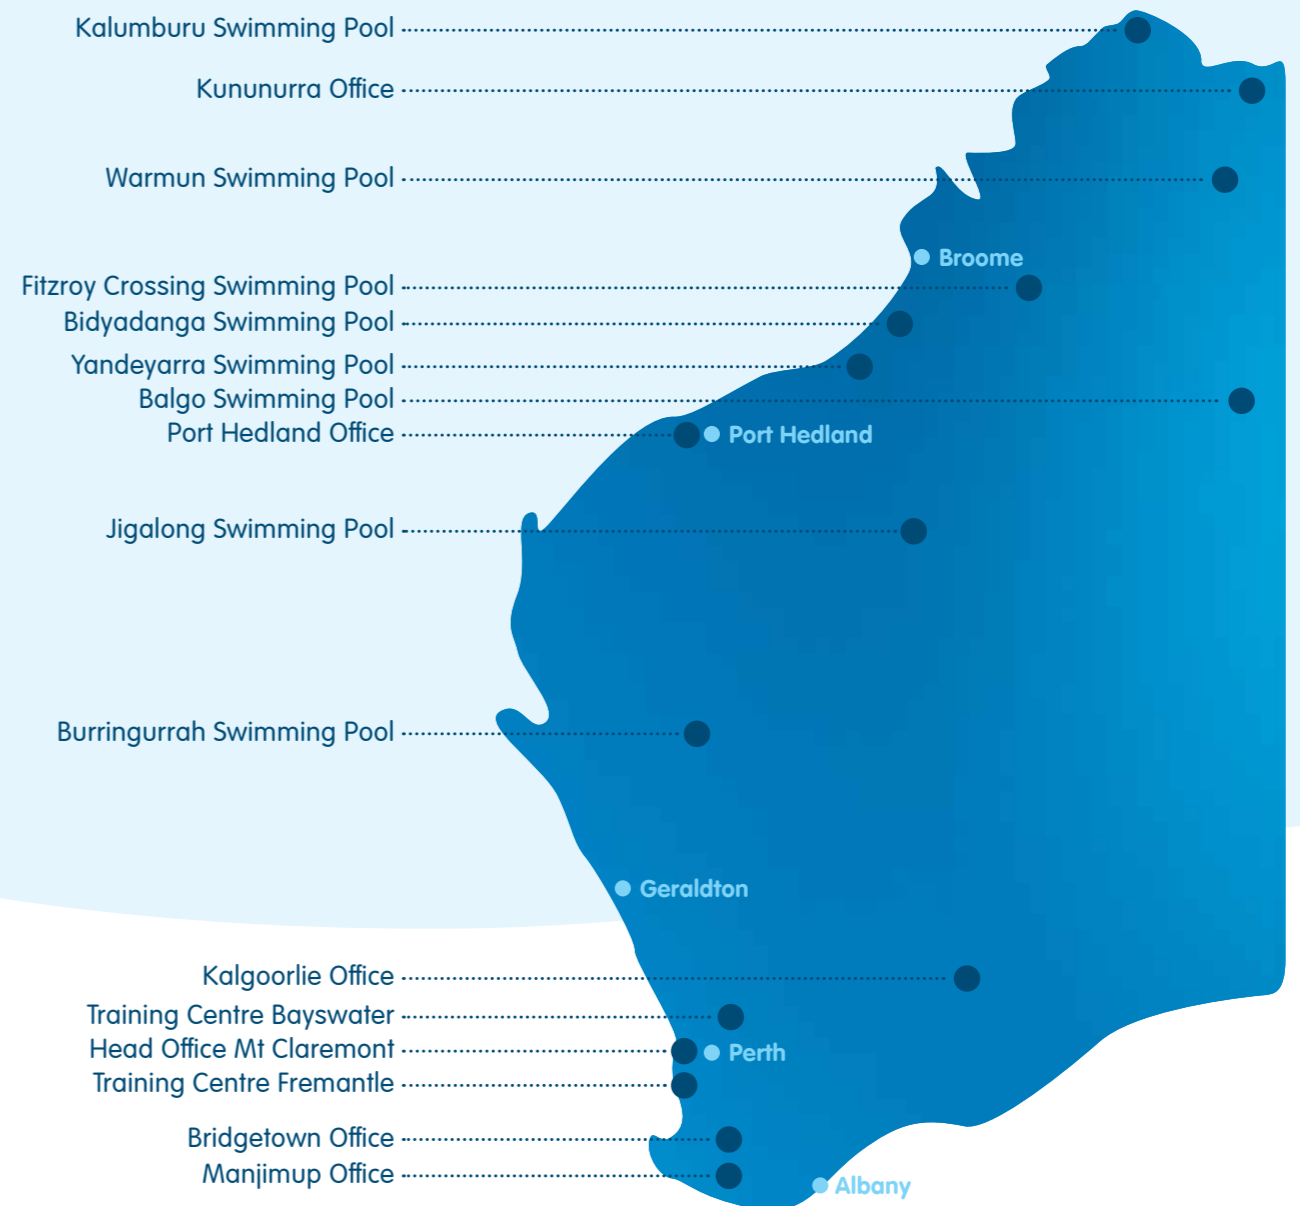 Kalumburu Swimming Pool
Kununurra Office
Warmun Swimming Pool
Broome
Fitzroy Crossing Swimming Pool
Bidyadanga Swimming Pool
Yandeyarra Swimming Pool
Balgo Swimming Pool
Port Hedland Office
Port Hedland
Jigalong Swimming Pool
Burringurrah Swimming Pool
Geraldton
Kalgoorlie Office
Training Centre Bayswater
Head Office Mt Claremont
Perth
Training Centre Fremantle
Bridgetown Office
Manjimup Office
Albany